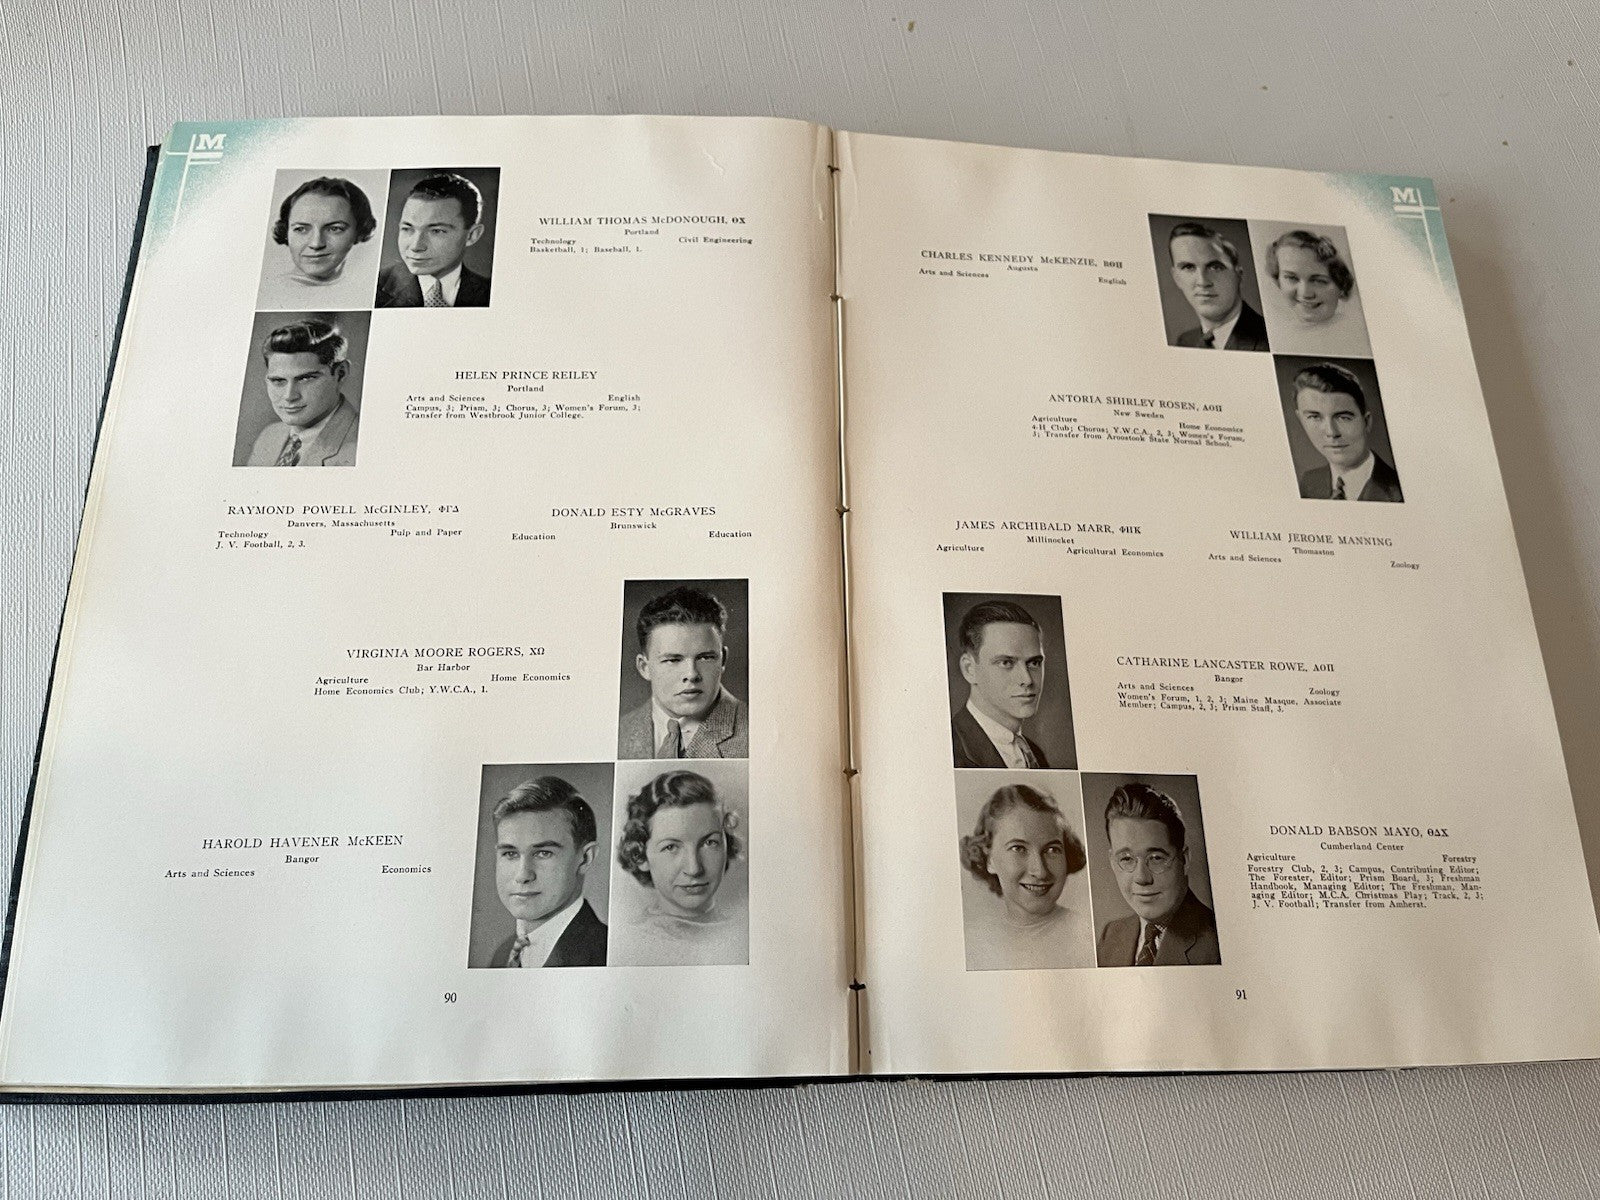 M
WILLIAM THOMAS McDONOUGH, ΘΧ
Portland
Technology Civil Engineering
Basketball, 1; Baseball, 1.
HELEN PRINCE REILEY
Portland
Arts and Sciences English
Campus, 3; Prism, 3; Chorus, 3; Women's Forum, 3;
Transfer from Westbrook Junior College.
RAYMOND POWELL McGINLEY, ΦΓΔ
Danvers, Massachusetts
Technology Pulp and Paper
J. V. Football, 2, 3.
DONALD ESTY McGRAVES
Brunswick
Education Education
VIRGINIA MOORE ROGERS, ΧΩ
Bar Harbor
Agriculture Home Economics
Home Economics Club; Y.W.C.A., 1.
HAROLD HAVENER McKEEN
Bangor
Arts and Sciences Economics
90
M
CHARLES KENNEDY McKENZIE, ΒΘΠ
Augusta
Arts and Sciences English
ANTORIA SHIRLEY ROSEN, ΔΟΠ
New Sweden
Agriculture Home Economics
4-H Club; Chorus; Y.W.C.A., 2, 3; Women's Forum,
3; Transfer from Aroostook State Normal School.
JAMES ARCHIBALD MARR, ΦΗΚ
Millinocket
Agriculture Agricultural Economics
WILLIAM JEROME MANNING
Thomaston
Arts and Sciences Zoology
CATHARINE LANCASTER ROWE, ΔΟΠ
Bangor
Arts and Sciences Zoology
Women's Forum, 1, 2, 3; Maine Masque, Associate
Member; Campus, 2, 3; Prism Staff, 3.
DONALD BABSON MAYO, ΘΔΧ
Cumberland Center
Agriculture Forestry
Forestry Club, 2, 3; Campus, Contributing Editor;
The Forester, Editor; Prism Board, 3; Freshman
Handbook, Managing Editor; The Freshman, Man-
aging Editor; M.C.A. Christmas Play; Track, 2, 3;
J. V. Football; Transfer from Amherst.
91